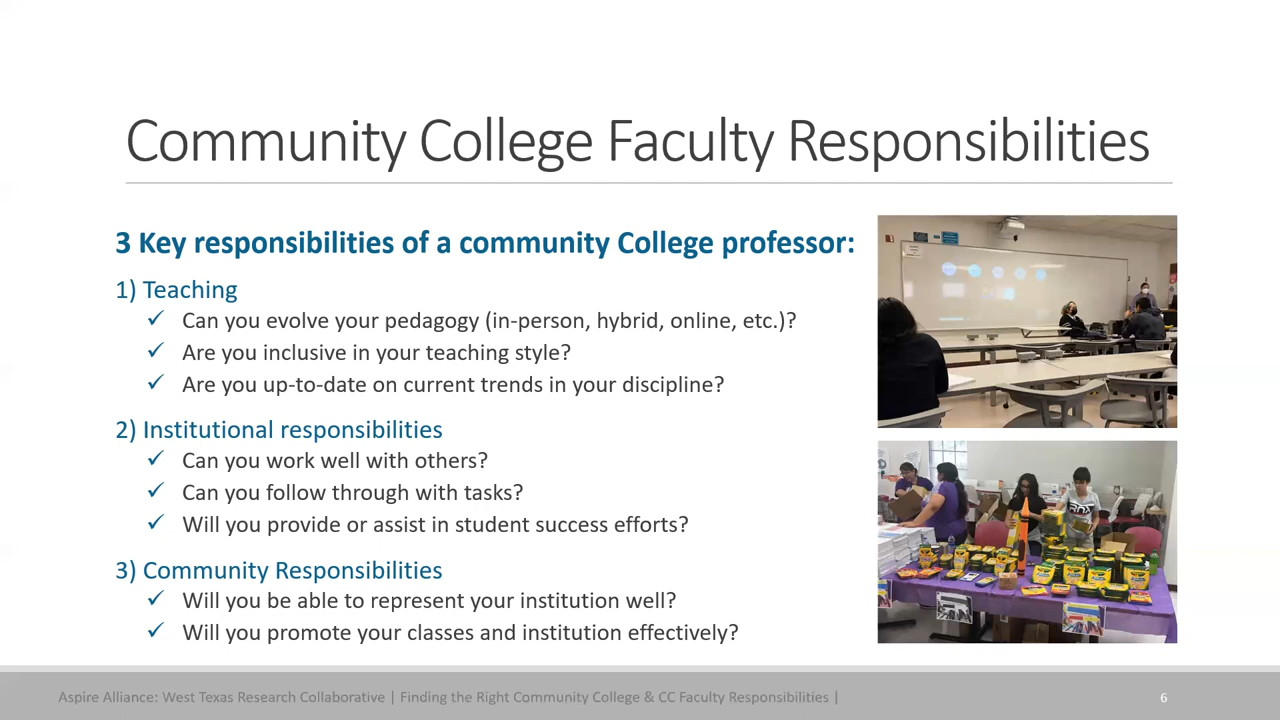 Community College Faculty Responsibilities
3 Key responsibilities of a community College professor:
1) Teaching
✓ Can you evolve your pedagogy (in-person, hybrid, online, etc.)?
✓ Are you inclusive in your teaching style?
✓ Are you up-to-date on current trends in your discipline?
2) Institutional responsibilities
✓ Can you work well with others?
✓ Can you follow through with tasks?
✓ Will you provide or assist in student success efforts?
3) Community Responsibilities
✓ Will you be able to represent your institution well?
✓ Will you promote your classes and institution effectively?
Aspire Alliance: West Texas Research Collaborative | Finding the Right Community College & CC Faculty Responsibilities |
6